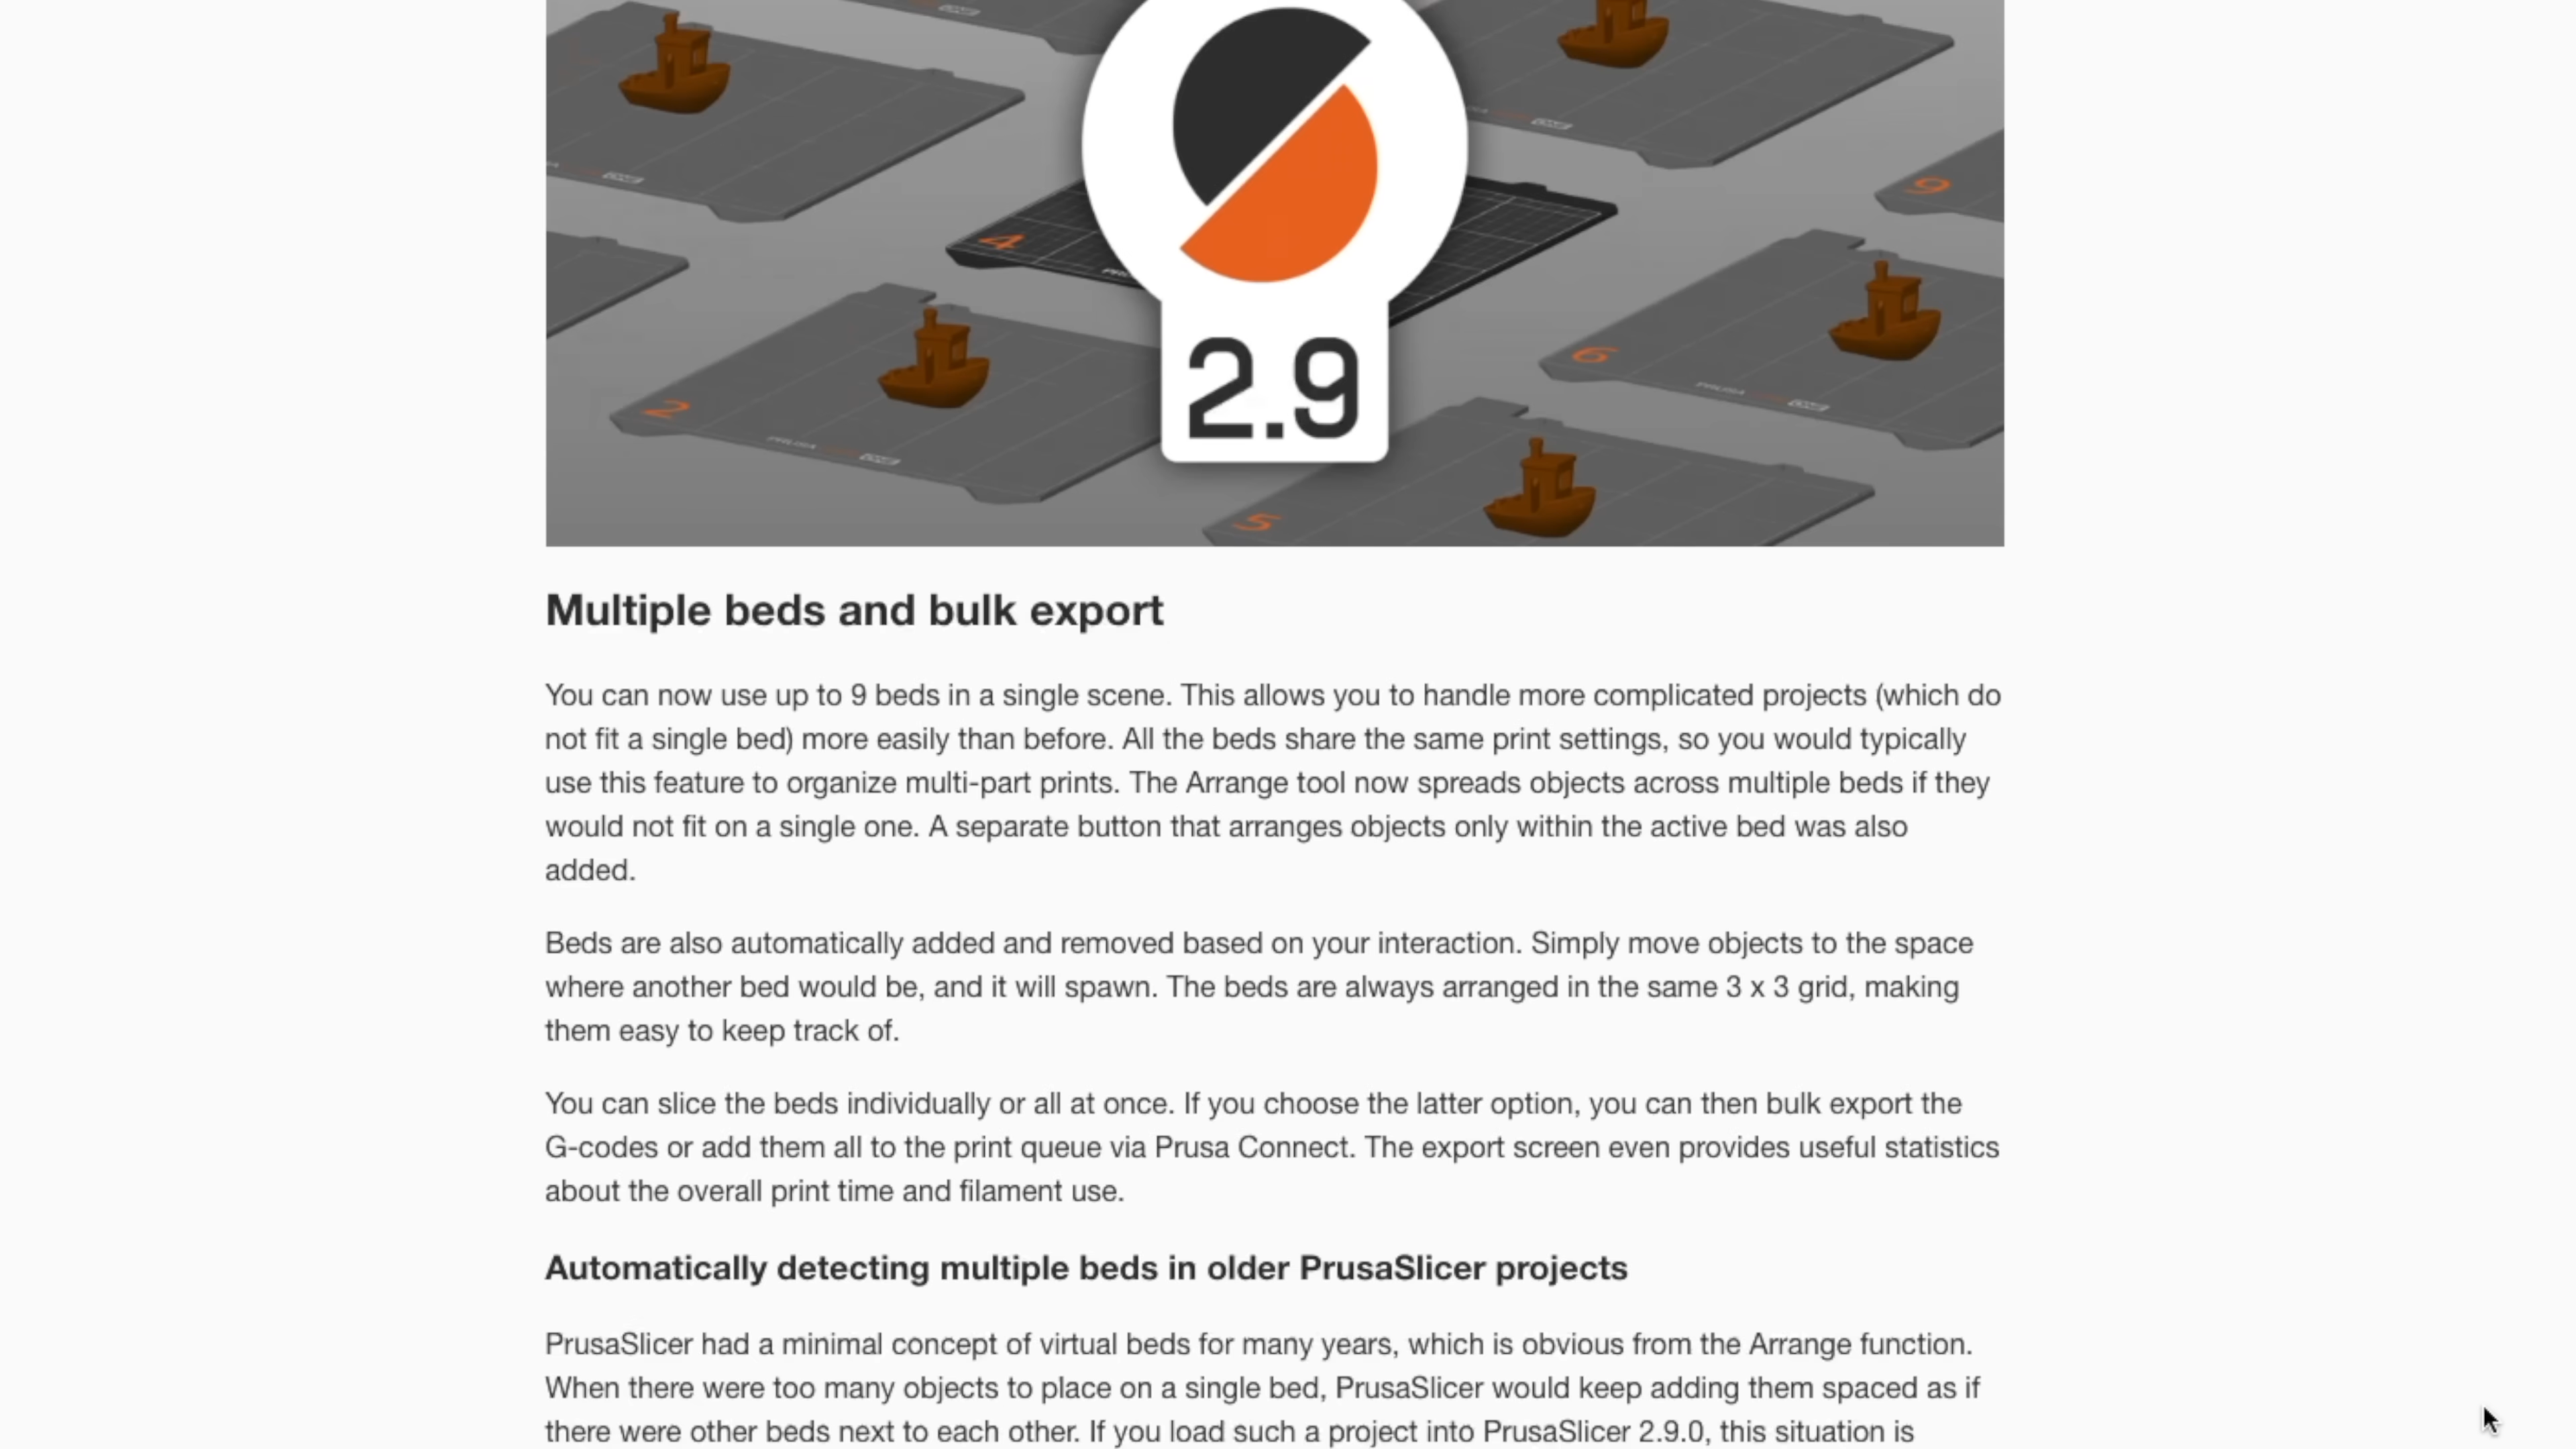 9
4
2.9
6
2
PRUSA
PRUSA
5
Multiple beds and bulk export
You can now use up to 9 beds in a single scene. This allows you to handle more complicated projects (which do
not fit a single bed) more easily than before. All the beds share the same print settings, so you would typically
use this feature to organize multi-part prints. The Arrange tool now spreads objects across multiple beds if they
would not fit on a single one. A separate button that arranges objects only within the active bed was also
added.
Beds are also automatically added and removed based on your interaction. Simply move objects to the space
where another bed would be, and it will spawn. The beds are always arranged in the same 3 x 3 grid, making
them easy to keep track of.
You can slice the beds individually or all at once. If you choose the latter option, you can then bulk export the
G-codes or add them all to the print queue via Prusa Connect. The export screen even provides useful statistics
about the overall print time and filament use.
Automatically detecting multiple beds in older PrusaSlicer projects
PrusaSlicer had a minimal concept of virtual beds for many years, which is obvious from the Arrange function.
When there were too many objects to place on a single bed, PrusaSlicer would keep adding them spaced as if
there were other beds next to each other. If you load such a project into PrusaSlicer 2.9.0, this situation is